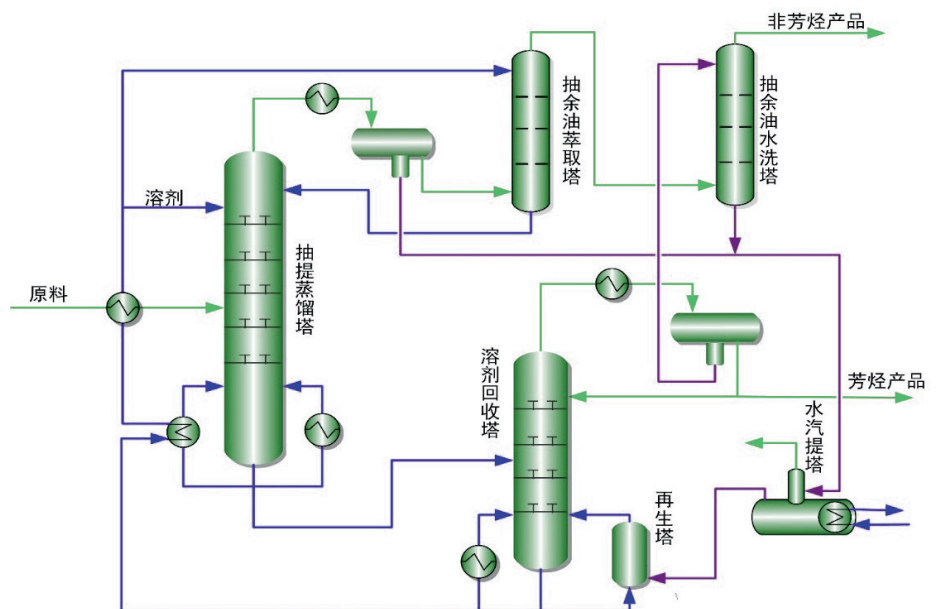 非芳烃产品
抽余油萃取塔
抽余油水洗塔
溶剂
抽提蒸馏塔
原料
溶剂回收塔
芳烃产品
水汽提塔
再生塔